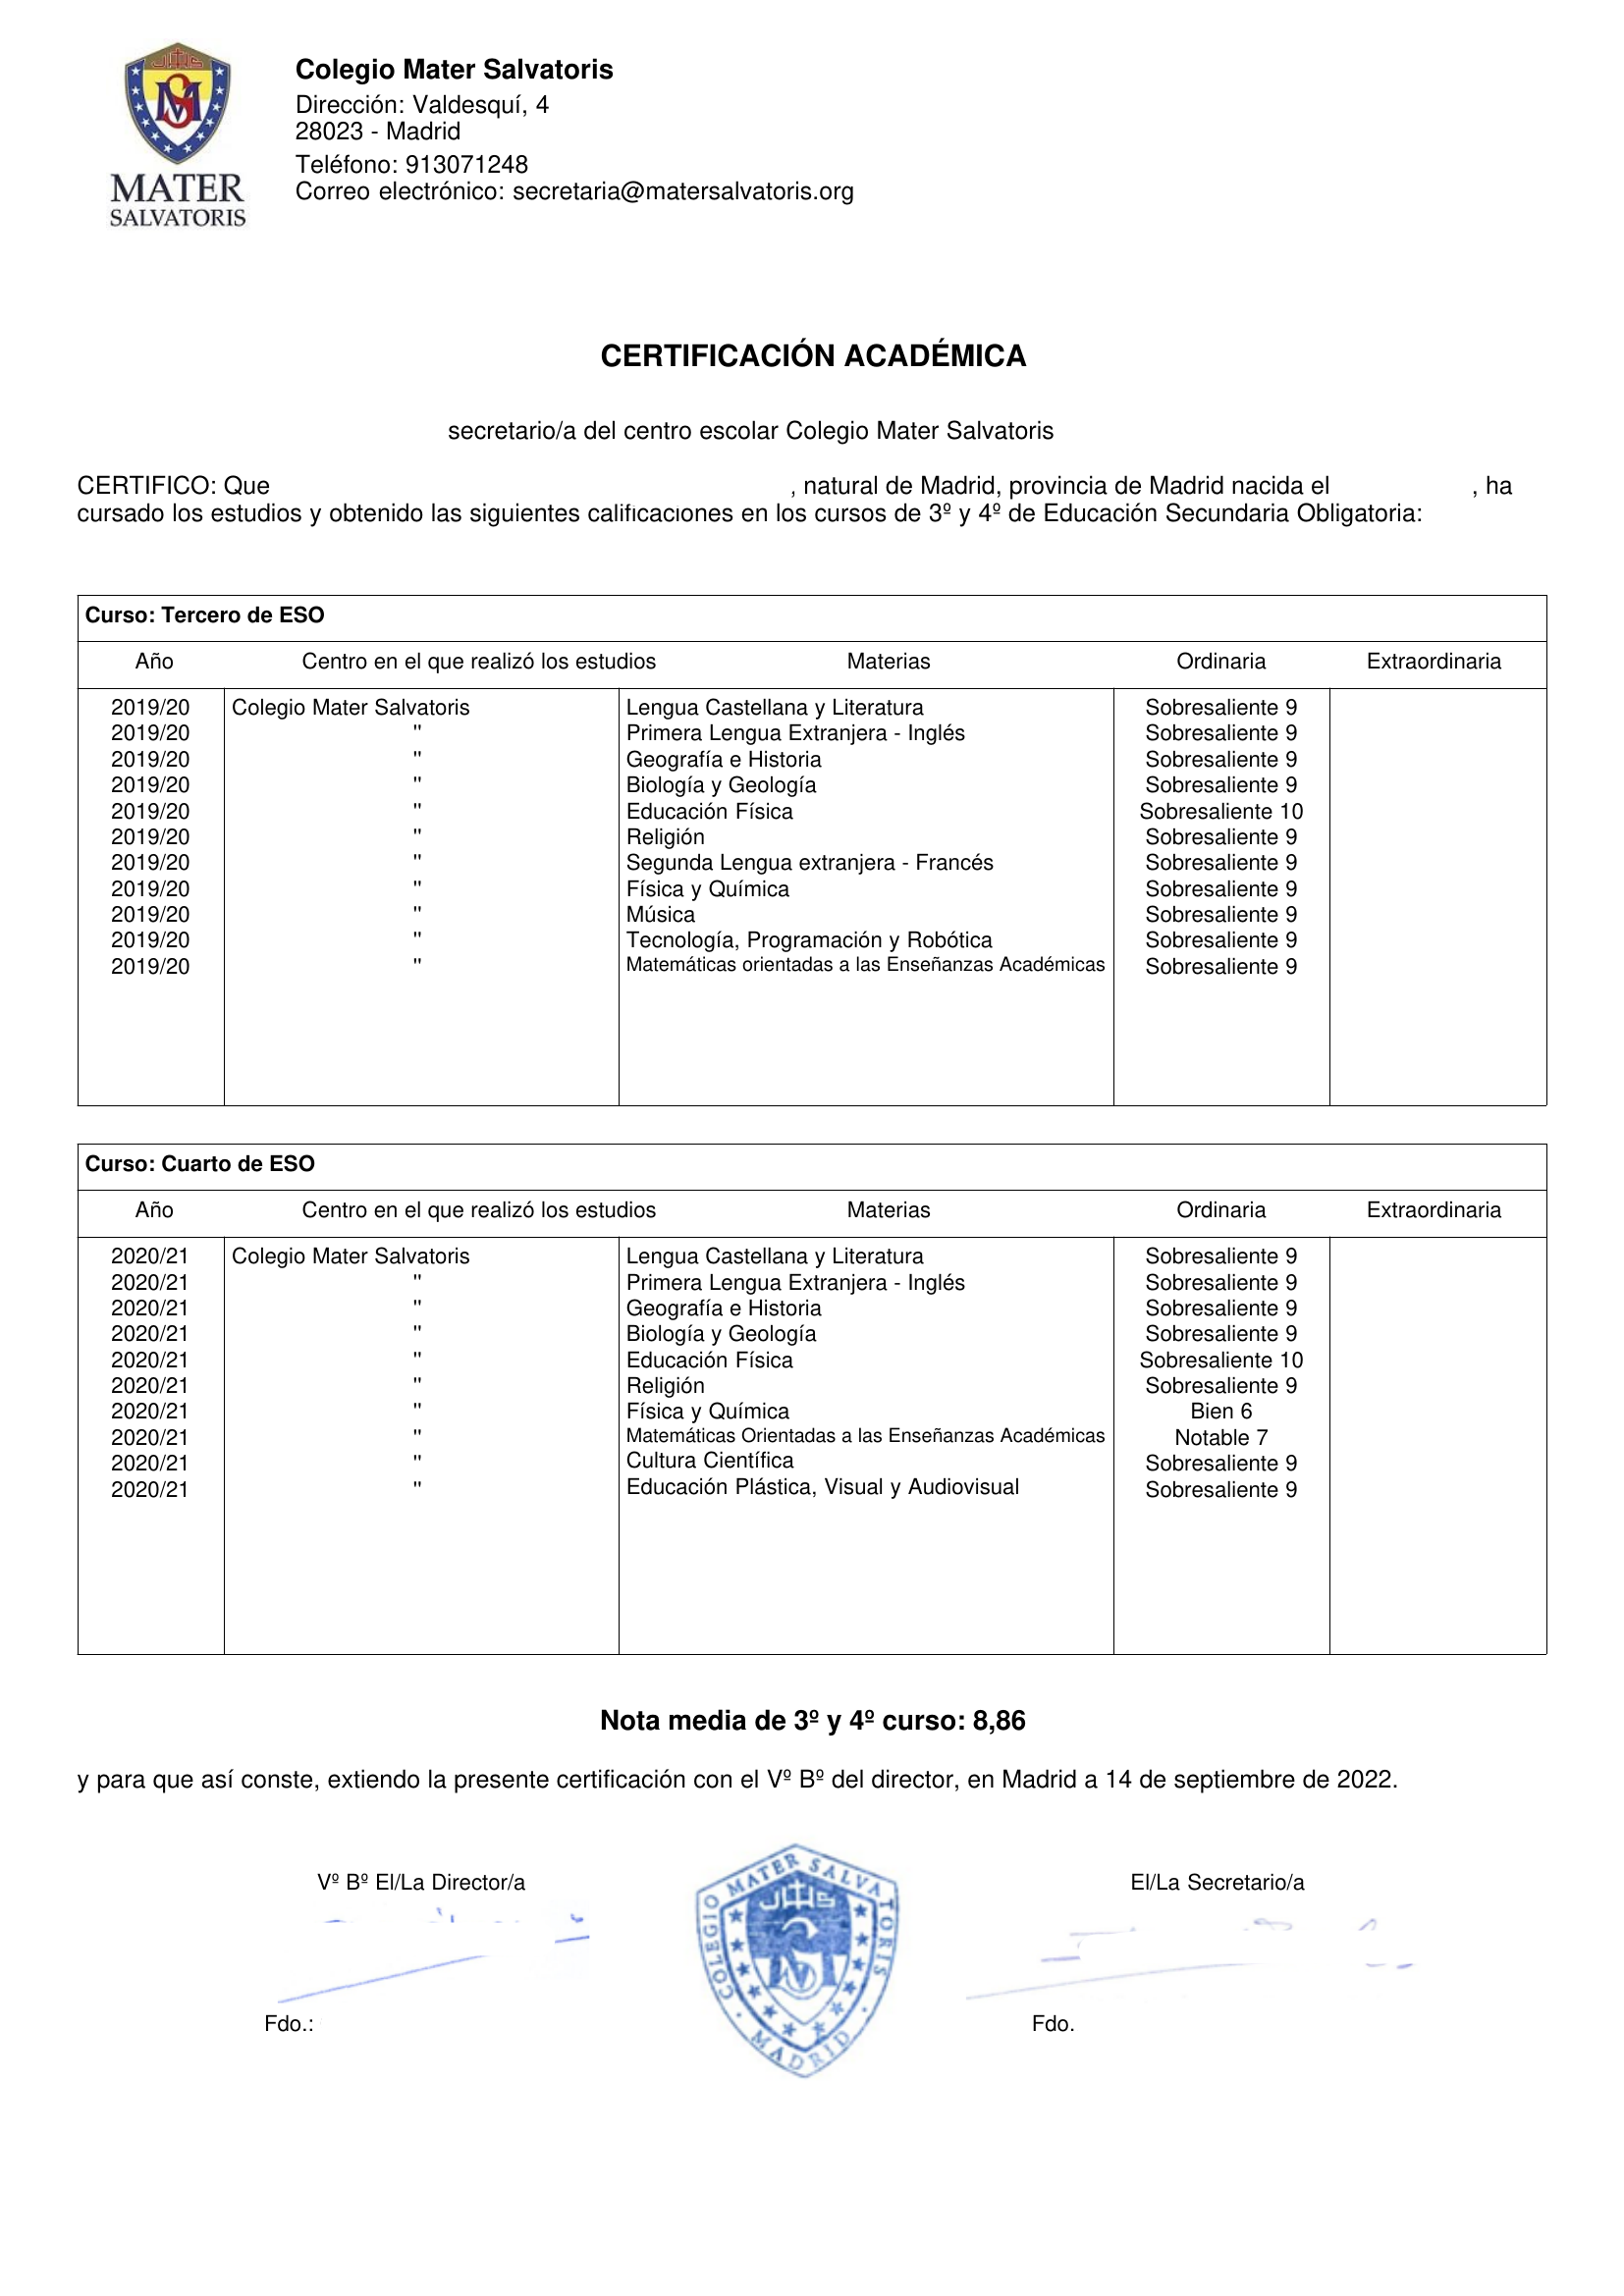 MATER
SALVATORIS
Colegio Mater Salvatoris
Dirección: Valdesquí, 4
28023 - Madrid
Teléfono: 913071248
Correo electrónico: secretaria@matersalvatoris.org
CERTIFICACIÓN ACADÉMICA
secretario/a del centro escolar Colegio Mater Salvatoris
CERTIFICO: Que , natural de Madrid, provincia de Madrid nacida el , ha
cursado los estudios y obtenido las siguientes calificaciones en los cursos de 3º y 4º de Educación Secundaria Obligatoria:
Curso: Tercero de ESO
Año Centro en el que realizó los estudios Materias Ordinaria Extraordinaria
2019/20 Colegio Mater Salvatoris Lengua Castellana y Literatura Sobresaliente 9
2019/20 " Primera Lengua Extranjera - Inglés Sobresaliente 9
2019/20 " Geografía e Historia Sobresaliente 9
2019/20 " Biología y Geología Sobresaliente 9
2019/20 " Educación Física Sobresaliente 10
2019/20 " Religión Sobresaliente 9
2019/20 " Segunda Lengua extranjera - Francés Sobresaliente 9
2019/20 " Física y Química Sobresaliente 9
2019/20 " Música Sobresaliente 9
2019/20 " Tecnología, Programación y Robótica Sobresaliente 9
2019/20 " Matemáticas orientadas a las Enseñanzas Académicas Sobresaliente 9
Curso: Cuarto de ESO
Año Centro en el que realizó los estudios Materias Ordinaria Extraordinaria
2020/21 Colegio Mater Salvatoris Lengua Castellana y Literatura Sobresaliente 9
2020/21 " Primera Lengua Extranjera - Inglés Sobresaliente 9
2020/21 " Geografía e Historia Sobresaliente 9
2020/21 " Biología y Geología Sobresaliente 9
2020/21 " Educación Física Sobresaliente 10
2020/21 " Religión Sobresaliente 9
2020/21 " Física y Química Bien 6
2020/21 " Matemáticas Orientadas a las Enseñanzas Académicas Notable 7
2020/21 " Cultura Científica Sobresaliente 9
2020/21 " Educación Plástica, Visual y Audiovisual Sobresaliente 9
Nota media de 3º y 4º curso: 8,86
y para que así conste, extiendo la presente certificación con el Vº Bº del director, en Madrid a 14 de septiembre de 2022.
Vº Bº El/La Director/a El/La Secretario/a
COLEGIO MATER SALVATORIS · MADRID ·
Fdo.: Fdo.